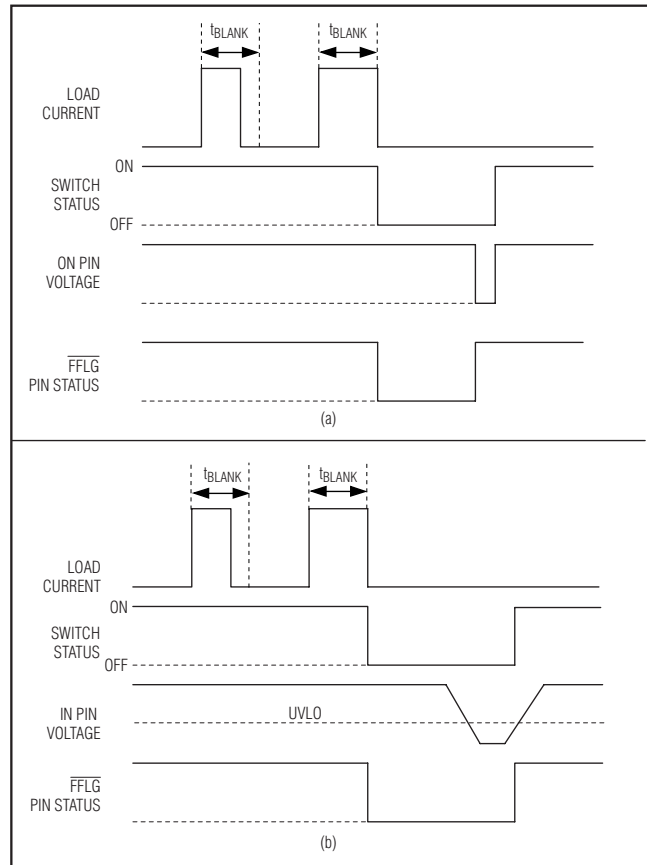 tBLANK tBLANK
LOAD
CURRENT
ON
SWITCH
STATUS
OFF
ON PIN
VOLTAGE
FFLG
PIN STATUS
(a)
tBLANK tBLANK
LOAD
CURRENT
ON
SWITCH
STATUS
OFF
UVLO
IN PIN
VOLTAGE
FFLG
PIN STATUS
(b)